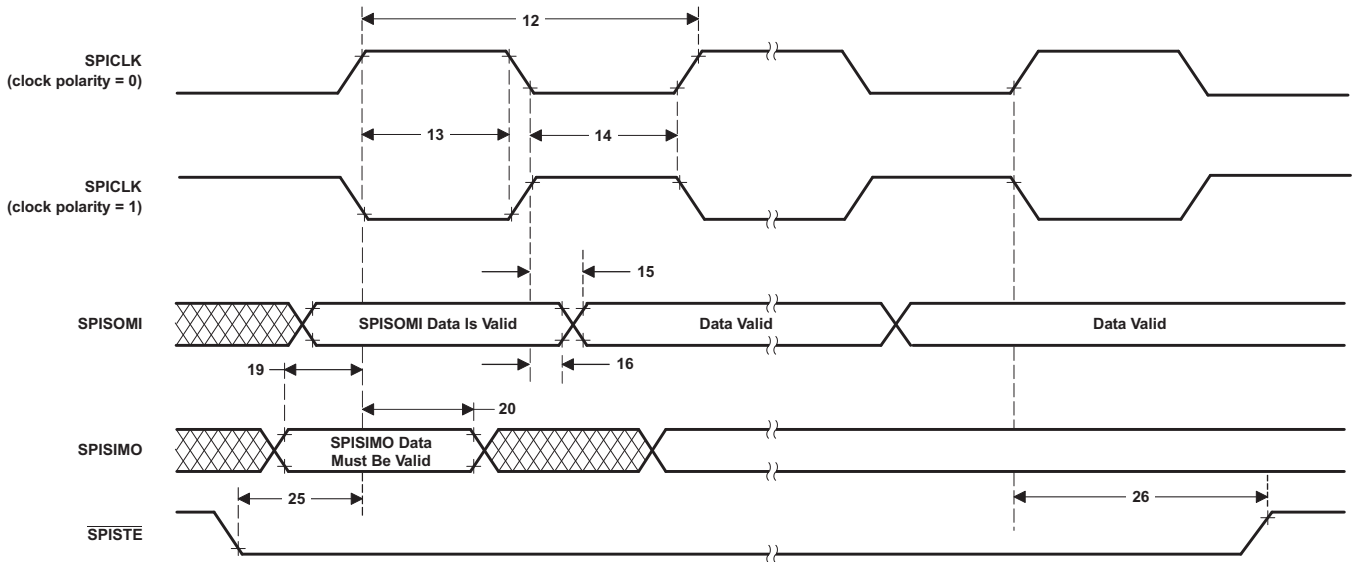 12
SPICLK
(clock polarity = 0)
13
14
SPICLK
(clock polarity = 1)
15
SPISOMI
SPISOMI Data Is Valid
Data Valid
Data Valid
16
19
20
SPISIMO
SPISIMO Data
Must Be Valid
25
26
SPISTE